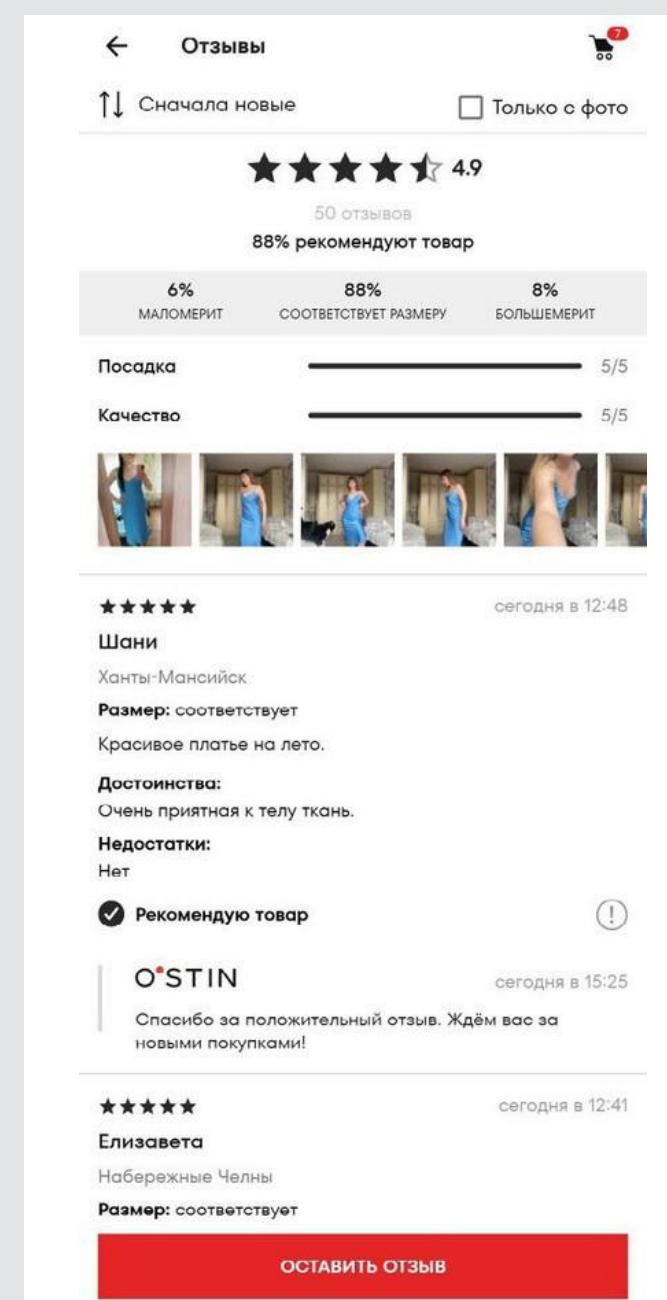 Отзывы
7
Сначала новые
Только с фото
4.9
50 отзывов
88% рекомендуют товар
6%
МАЛОМЕРИТ
88%
СООТВЕТСТВУЕТ РАЗМЕРУ
8%
БОЛЬШЕМЕРИТ
Посадка
5/5
Качество
5/5
сегодня в 12:48
Шани
Ханты-Мансийск
Размер: соответствует
Красивое платье на лето.
Достоинства:
Очень приятная к телу ткань.
Недостатки:
Нет
Рекомендую товар
O'STIN
сегодня в 15:25
Спасибо за положительный отзыв. Ждём вас за
новыми покупками!
сегодня в 12:41
Елизавета
Набережные Челны
Размер: соответствует
ОСТАВИТЬ ОТЗЫВ